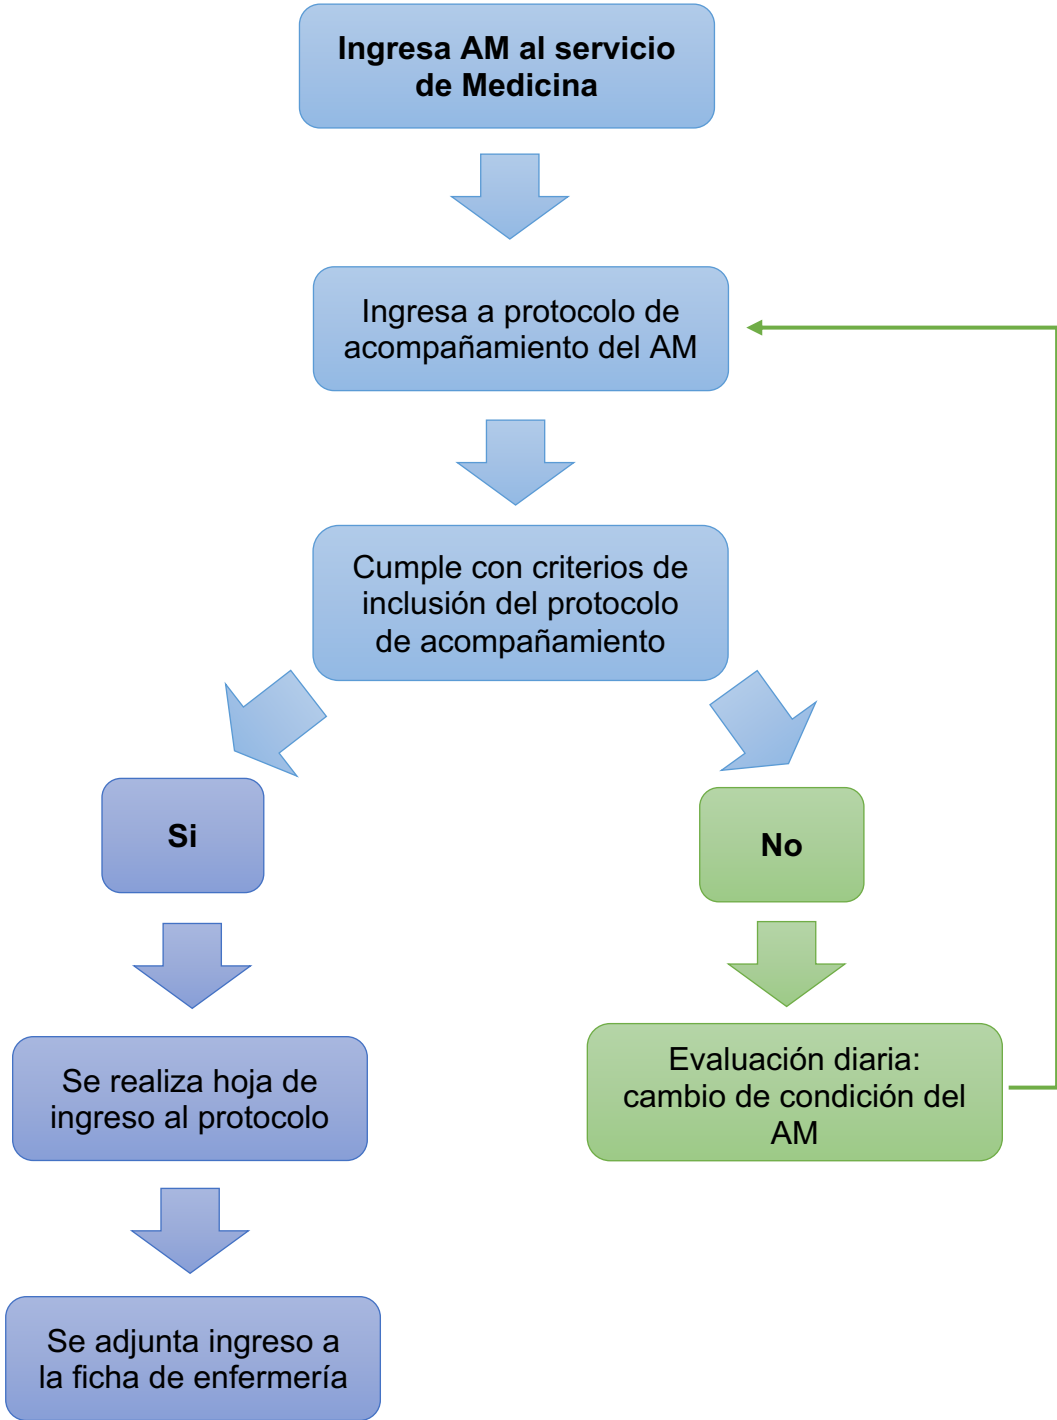 Ingresa AM al servicio
de Medicina
Ingresa a protocolo de
acompañamiento del AM
Cumple con criterios de
inclusión del protocolo
de acompañamiento
Si
No
Se realiza hoja de
ingreso al protocolo
Evaluación diaria:
cambio de condición del
AM
Se adjunta ingreso a
la ficha de enfermería